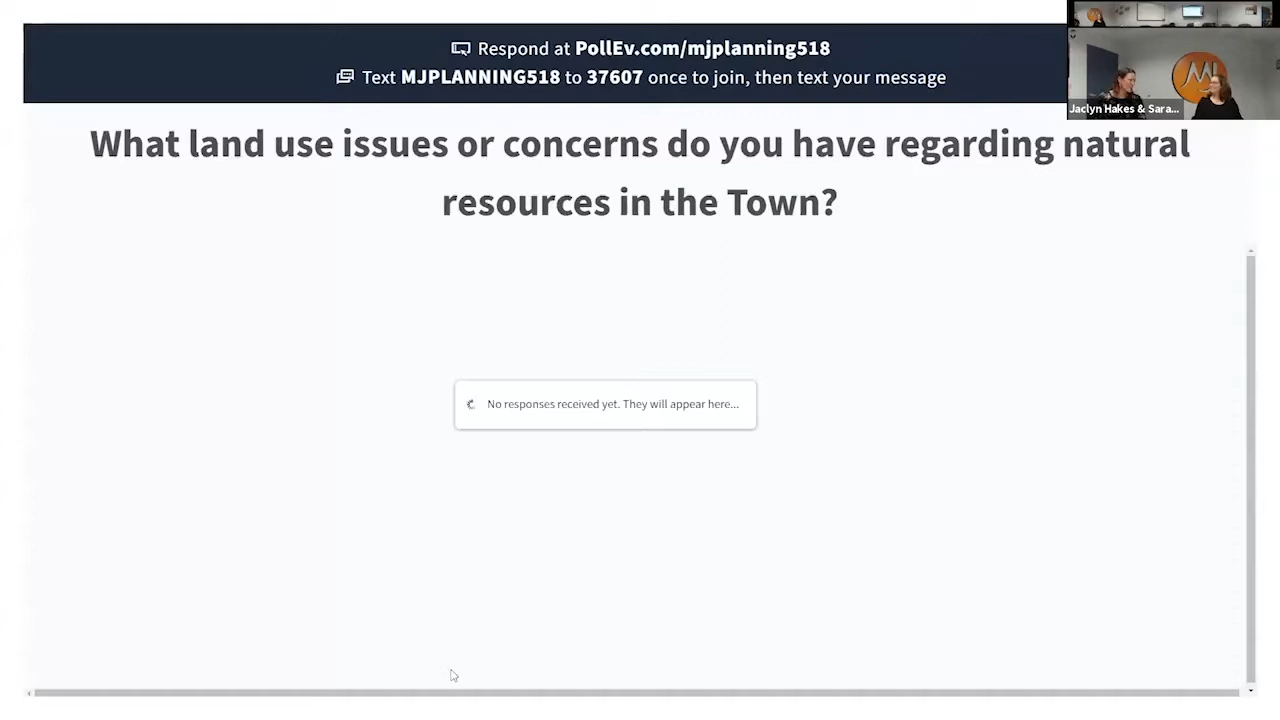 Respond at PollEv.com/mjplanning518
Text MJPLANNING518 to 37607 once to join, then text your message
MJ
Jaclyn Hakes & Sara...
What land use issues or concerns do you have regarding natural
resources in the Town?
No responses received yet. They will appear here...